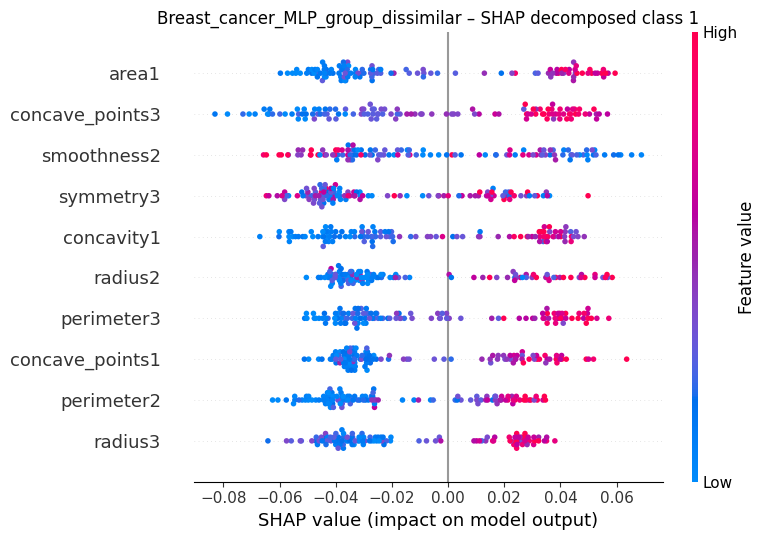 Breast_cancer_MLP_group_dissimilar – SHAP decomposed class 1
High
area1
concave_points3
smoothness2
symmetry3
concavity1
radius2
perimeter3
concave_points1
perimeter2
radius3
Feature value
Low
−0.08 −0.06 −0.04 −0.02 0.00 0.02 0.04 0.06
SHAP value (impact on model output)